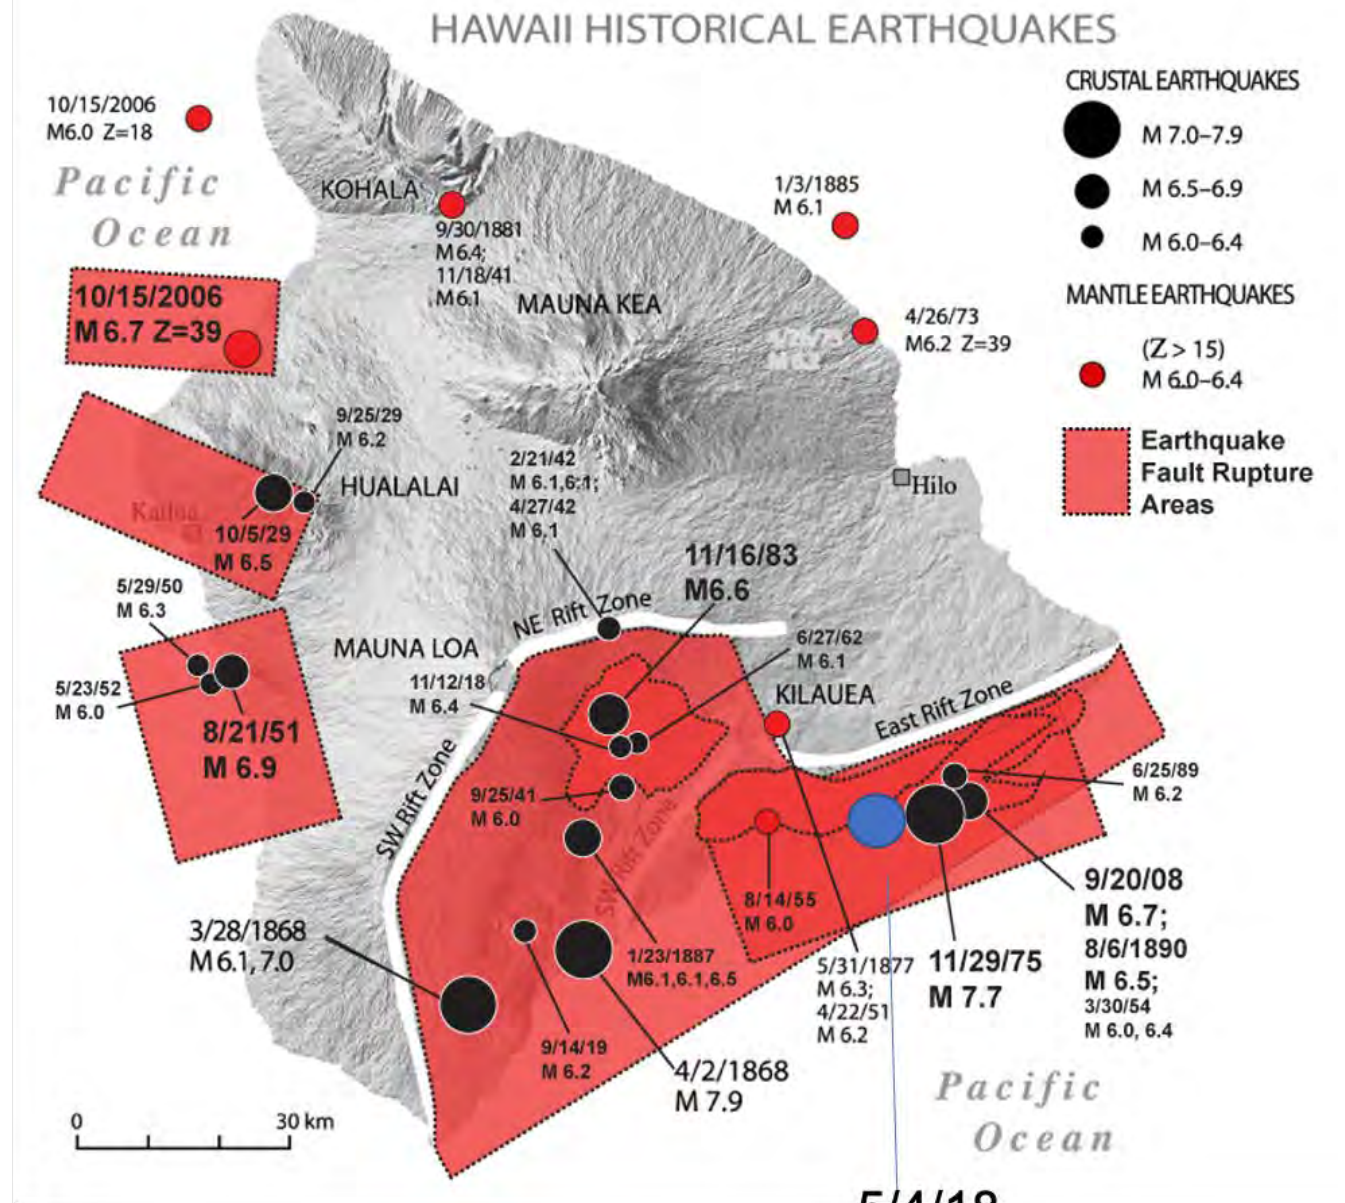 HAWAII HISTORICAL EARTHQUAKES
CRUSTAL EARTHQUAKES
M 7.0–7.9
M 6.5–6.9
M 6.0–6.4
MANTLE EARTHQUAKES
(Z > 15)
M 6.0–6.4
Earthquake
Fault Rupture
Areas
10/15/2006
M6.0 Z=18
Pacific
Ocean
KOHALA
9/30/1881
M 6.4;
11/18/41
M 6.1
1/3/1885
M 6.1
MAUNA KEA
4/26/73
M6.2 Z=39
10/15/2006
M 6.7 Z=39
9/25/29
M 6.2
HUALALAI
Kailua
10/5/29
M 6.5
2/21/42
M 6.1,6.1;
4/27/42
M 6.1
Hilo
11/16/83
M6.6
5/29/50
M 6.3
NE Rift Zone
MAUNA LOA
6/27/62
M 6.1
11/12/18
M 6.4
KILAUEA
5/23/52
M 6.0
8/21/51
M 6.9
East Rift Zone
SW Rift Zone
9/25/41
M 6.0
SW Rift Zone
6/25/89
M 6.2
8/14/55
M 6.0
9/20/08
M 6.7;
8/6/1890
M 6.5;
3/30/54
M 6.0, 6.4
3/28/1868
M 6.1, 7.0
1/23/1887
M6.1,6.1,6.5
5/31/1877
M 6.3;
4/22/51
M 6.2
11/29/75
M 7.7
9/14/19
M 6.2
4/2/1868
M 7.9
Pacific
Ocean
0 30 km
5/4/18